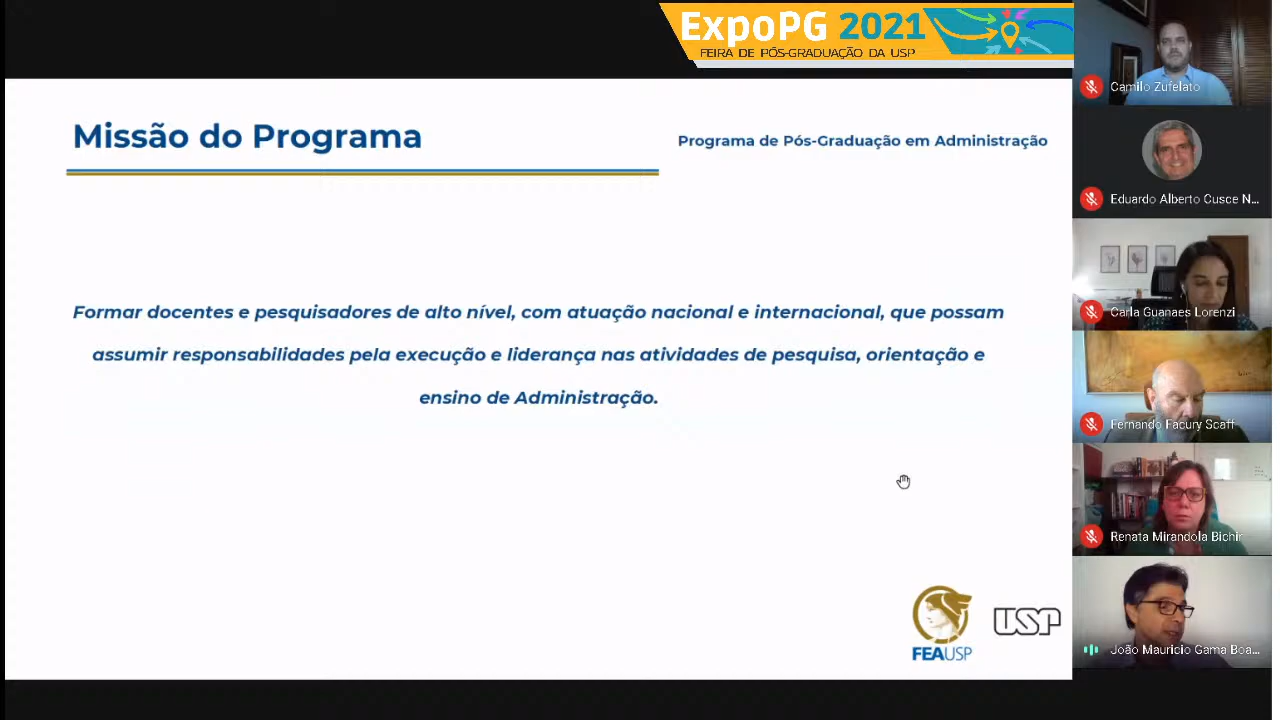 ExpoPG 2021
FEIRA DE PÓS-GRADUAÇÃO DA USP
Missão do Programa
Programa de Pós-Graduação em Administração
Formar docentes e pesquisadores de alto nível, com atuação nacional e internacional, que possam
assumir responsabilidades pela execução e liderança nas atividades de pesquisa, orientação e
ensino de Administração.
FEAUSP
USP
Camilo Zufelato
Eduardo Alberto Cusce N...
Carla Guanaes Lorenzi
Fernando Facury Scaff
Renata Mirandola Bichir
João Mauricio Gama Boa...